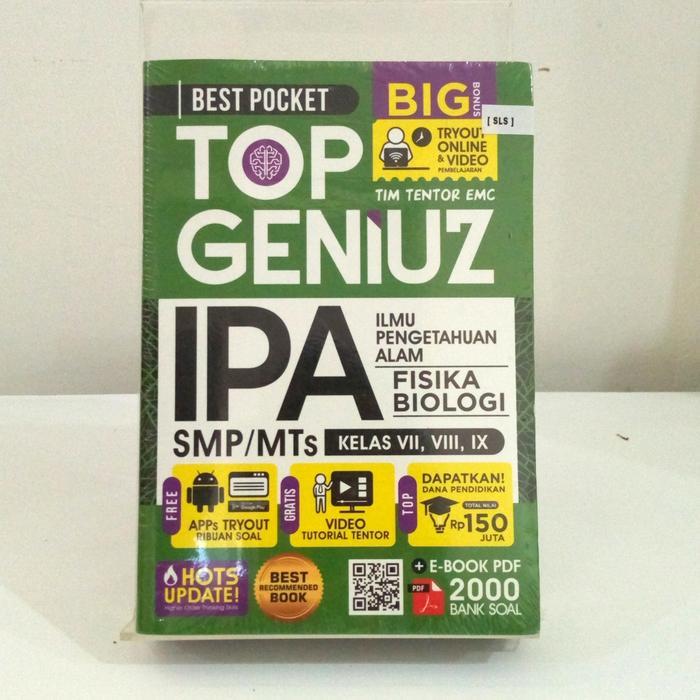 BEST POCKET
BIG
BONUS
[ SLS ]
TRYOUT
ONLINE
& VIDEO
PEMBELAJARAN
TIM TENTOR EMC
TOP
GENIUZ
IPA
ILMU
PENGETAHUAN
ALAM
FISIKA
BIOLOGI
SMP/MTs
KELAS VII, VIII, IX
FREE
APPs TRYOUT
RIBUAN SOAL
Google Play
GRATIS
VIDEO
TUTORIAL TENTOR
TOP
DAPATKAN!
DANA PENDIDIKAN
TOTAL NILAI
Rp150
JUTA
HOTS
UPDATE!
Higher Order Thinking Skills
BEST
RECOMMENDED
BOOK
+ E-BOOK PDF
PDF
2000
BANK SOAL